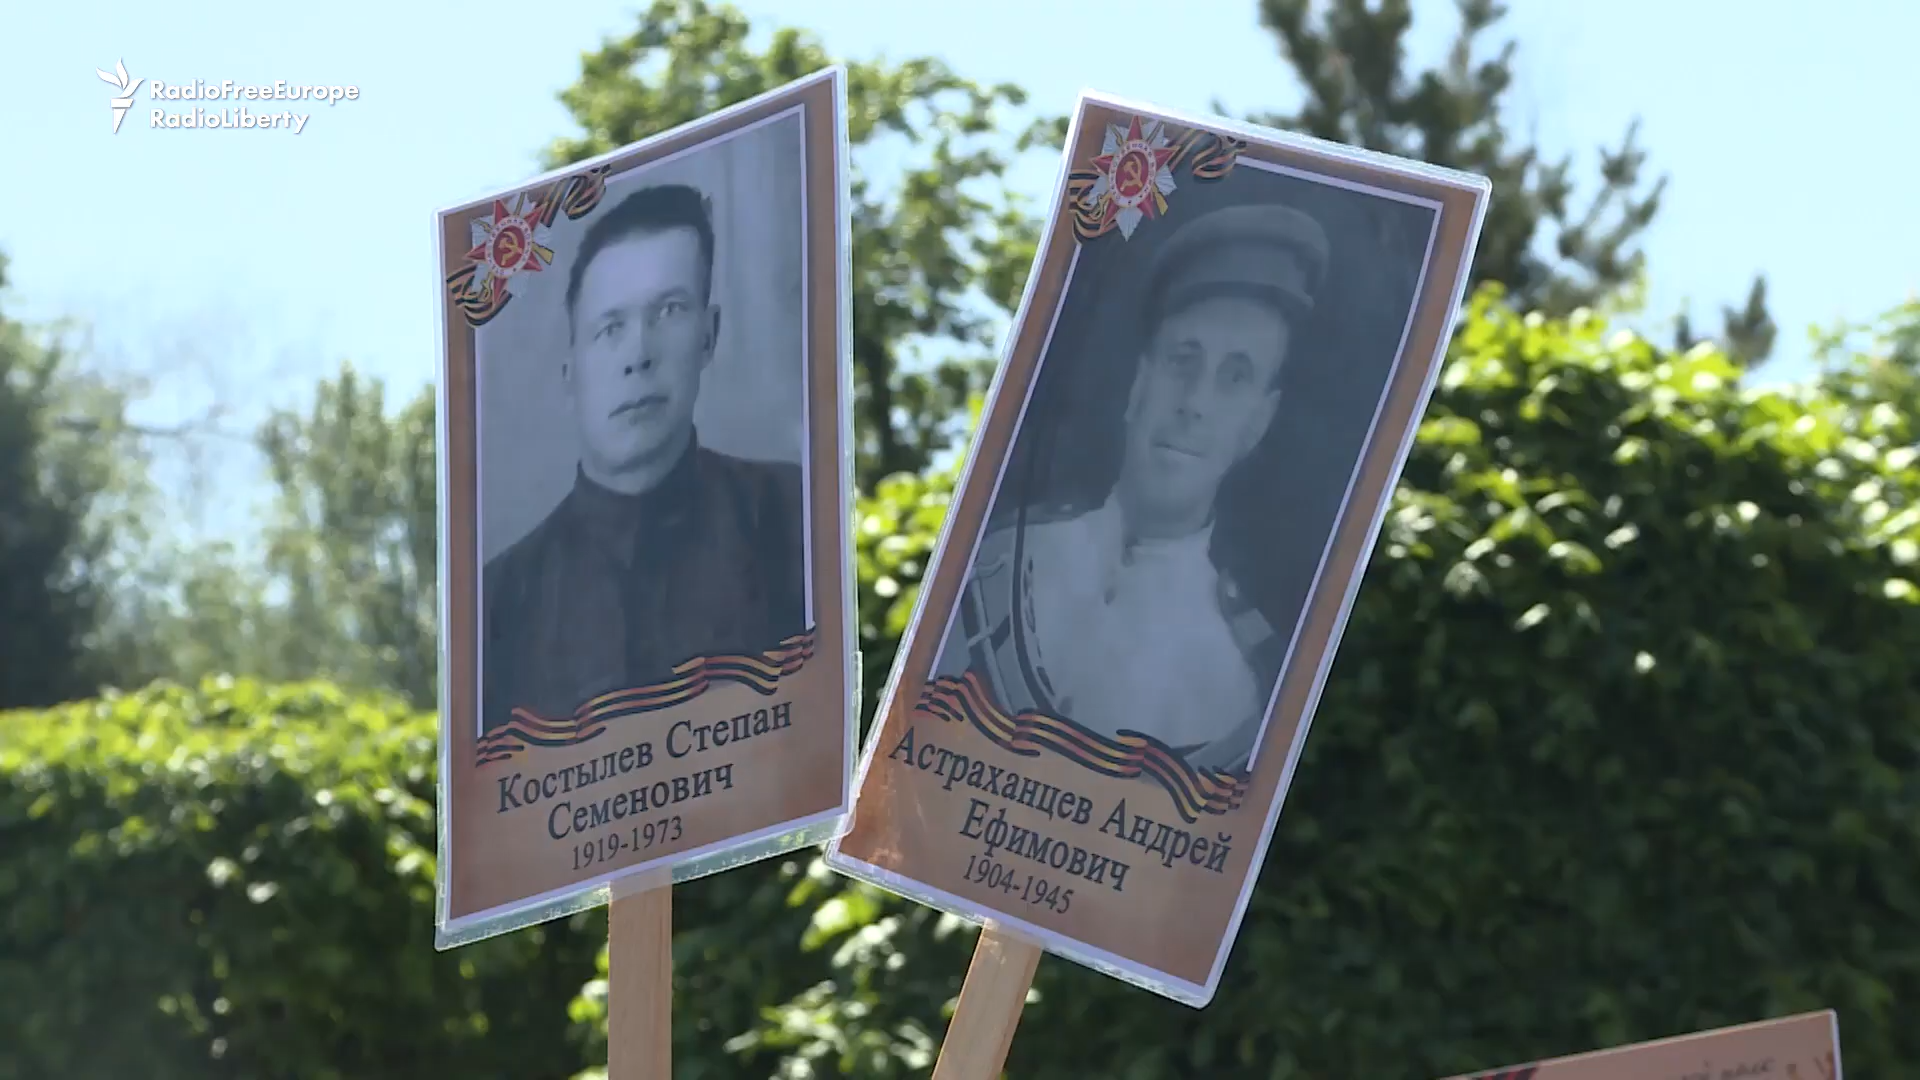 RadioFreeEurope
RadioLiberty
Костылев Степан
Семенович
1919-1973
Астраханцев Андрей
Ефимович
1904-1945